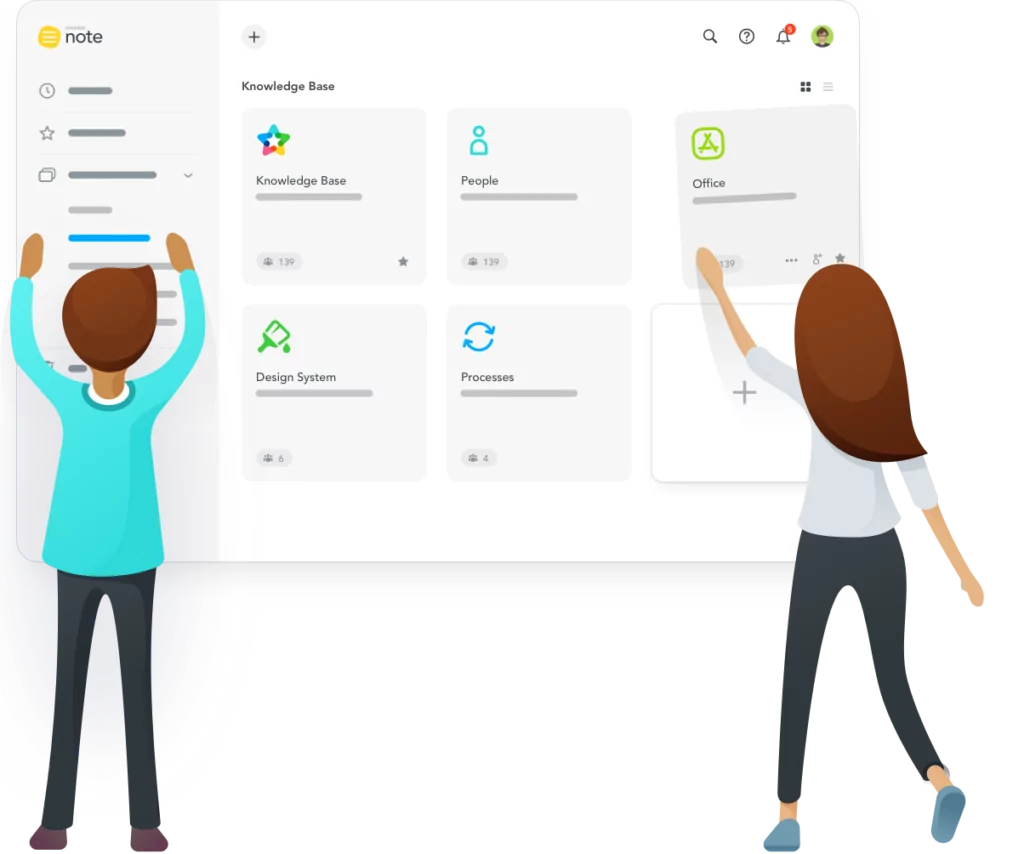 note
5
Knowledge Base
Knowledge Base
139
People
139
Office
139
Design System
6
Processes
4